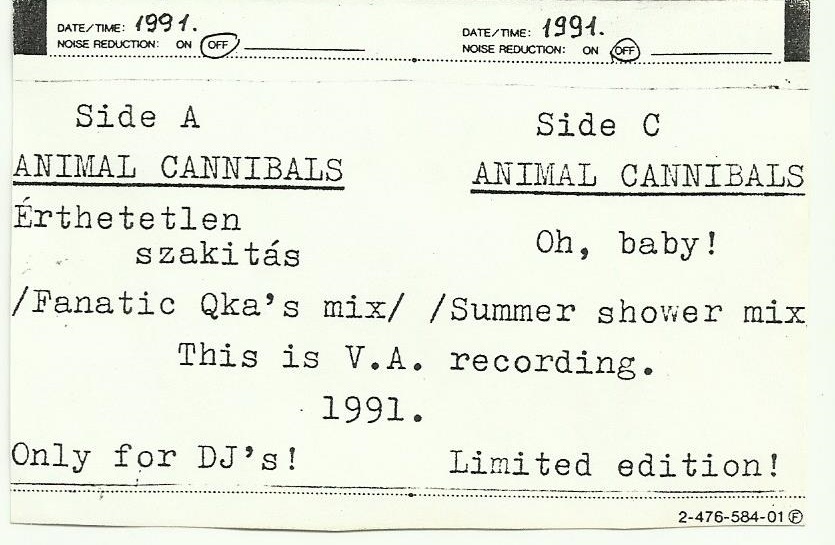 DATE/TIME: 1991. DATE/TIME: 1991.
NOISE REDUCTION: ON OFF NOISE REDUCTION: ON OFF
Side A Side C
ANIMAL CANNIBALS ANIMAL CANNIBALS
Érthetetlen
szakitás Oh, baby!
/Fanatic Qka's mix/ /Summer shower mix
This is V.A. recording.
1991.
Only for DJ's! Limited edition!
2-476-584-01 Ⓕ